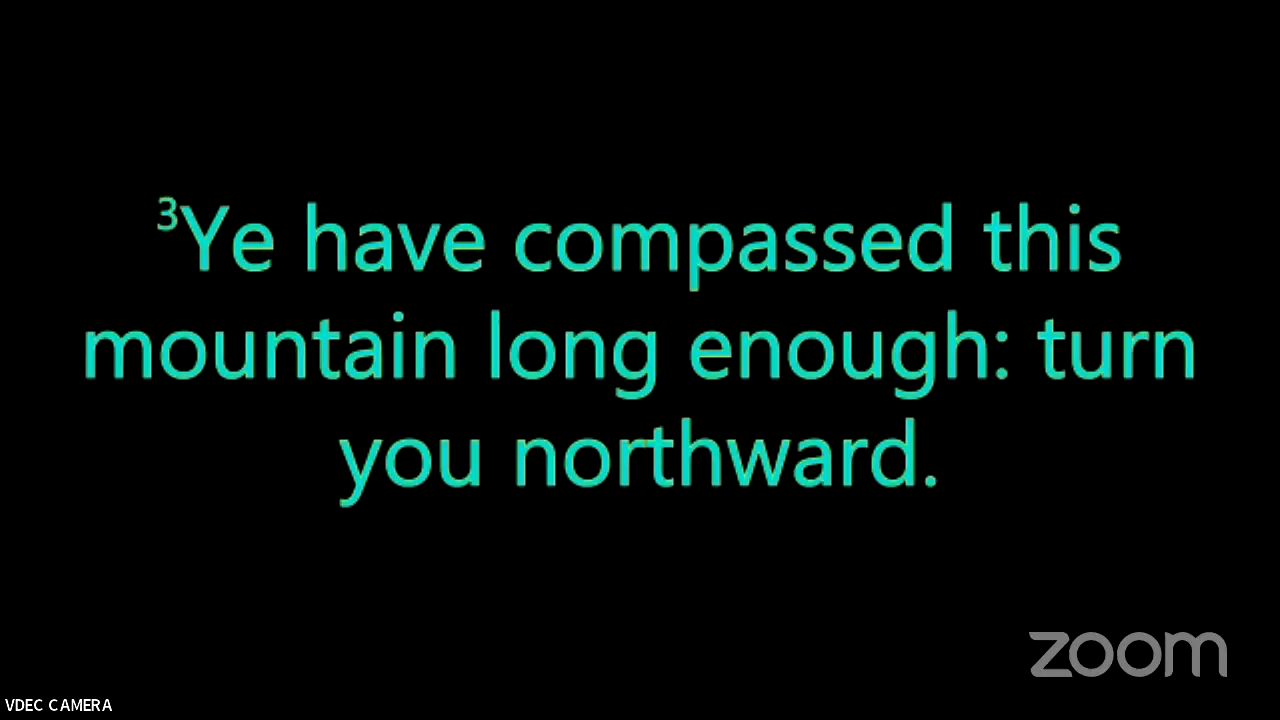 ³Ye have compassed this
mountain long enough: turn
you northward.
zoom
VDEC CAMERA